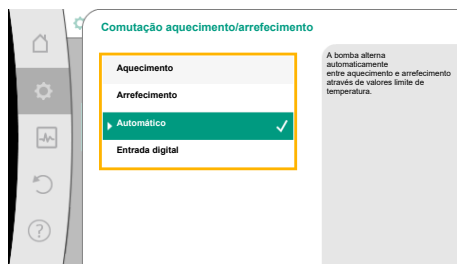 Comutação aquecimento/arrefecimento
Aquecimento
Arrefecimento
Automático
Entrada digital
A bomba alterna
automaticamente
entre aquecimento e arrefecimento
através de valores limite de
temperatura.
?